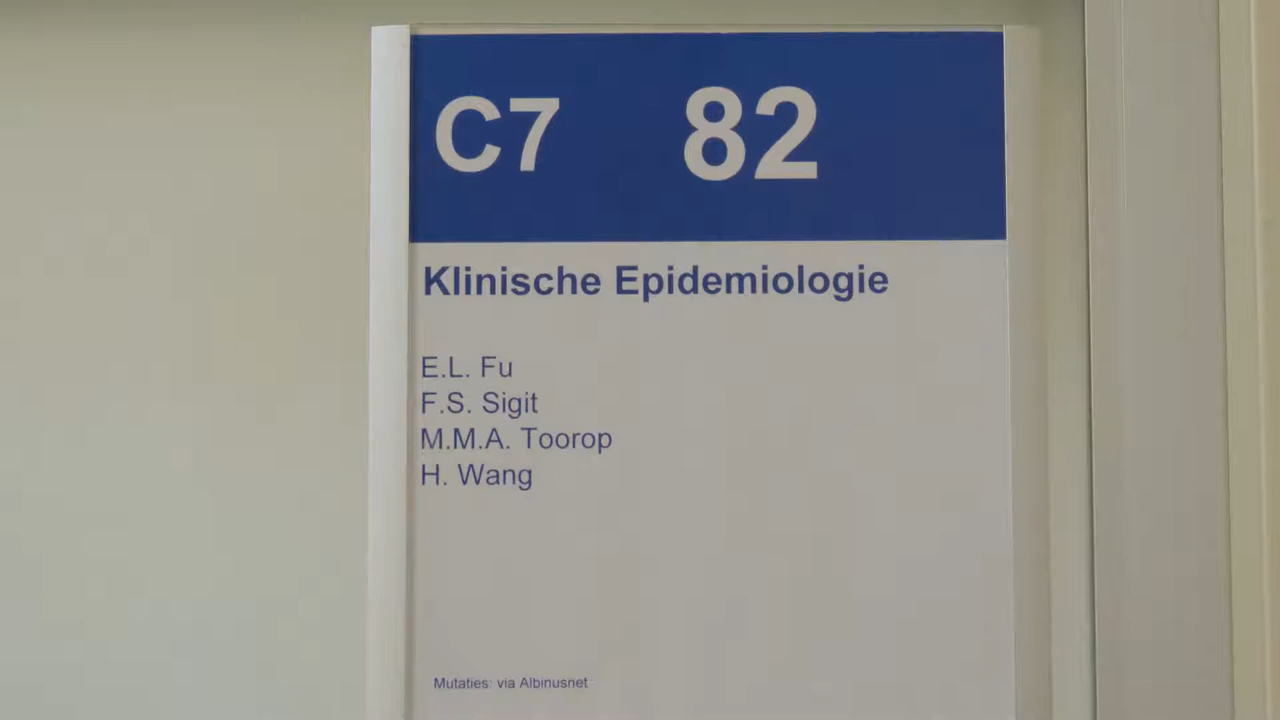 C7 82
Klinische Epidemiologie
E.L. Fu
F.S. Sigit
M.M.A. Toorop
H. Wang
Mutaties: via Albinusnet